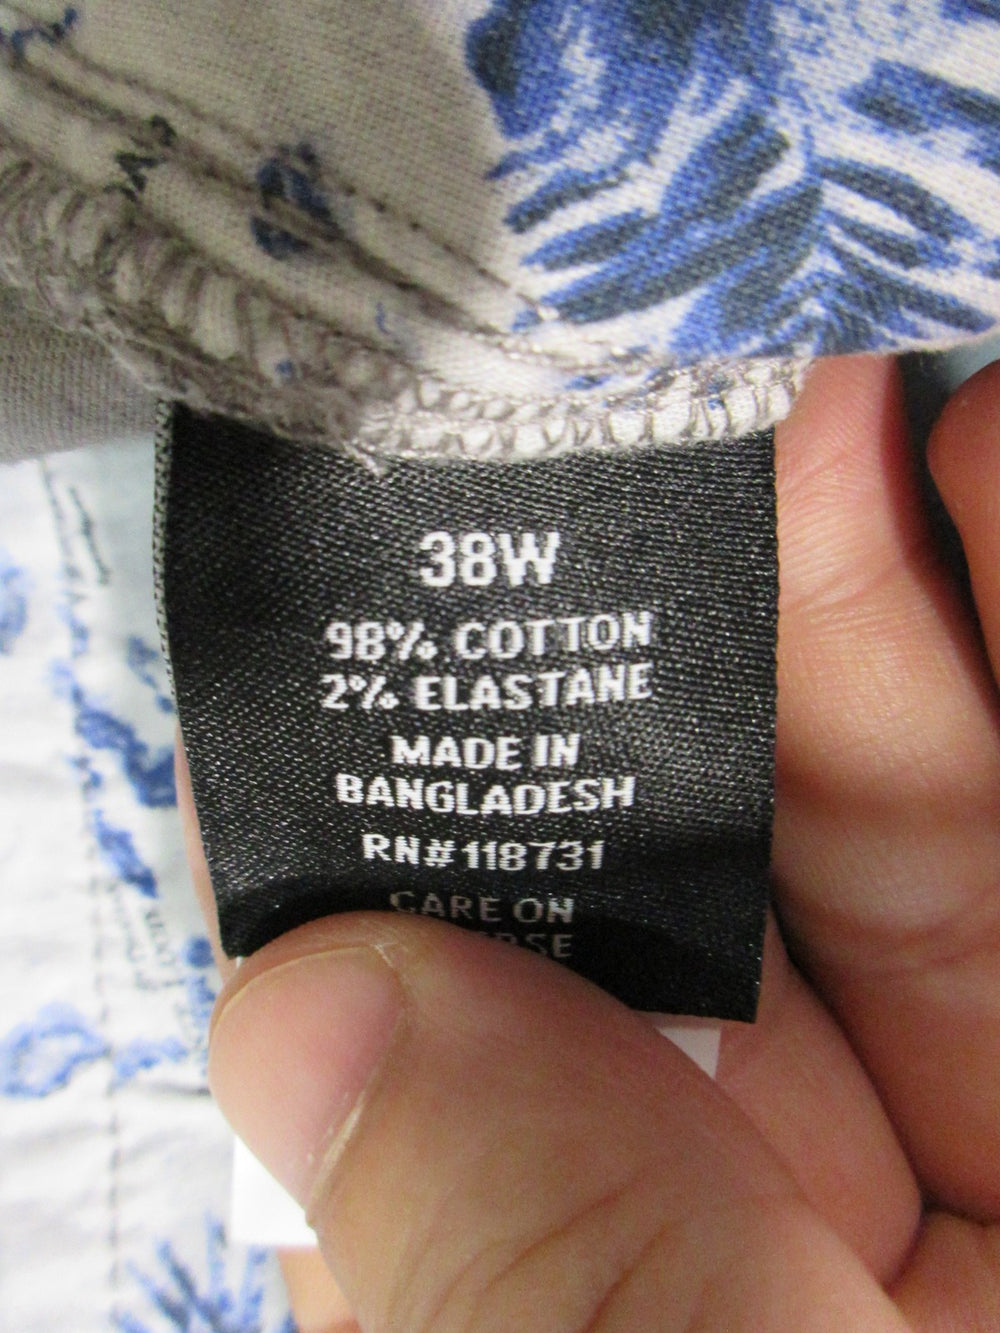 38W
98% COTTON
2% ELASTANE
MADE IN
BANGLADESH
RN#118731
CARE ON